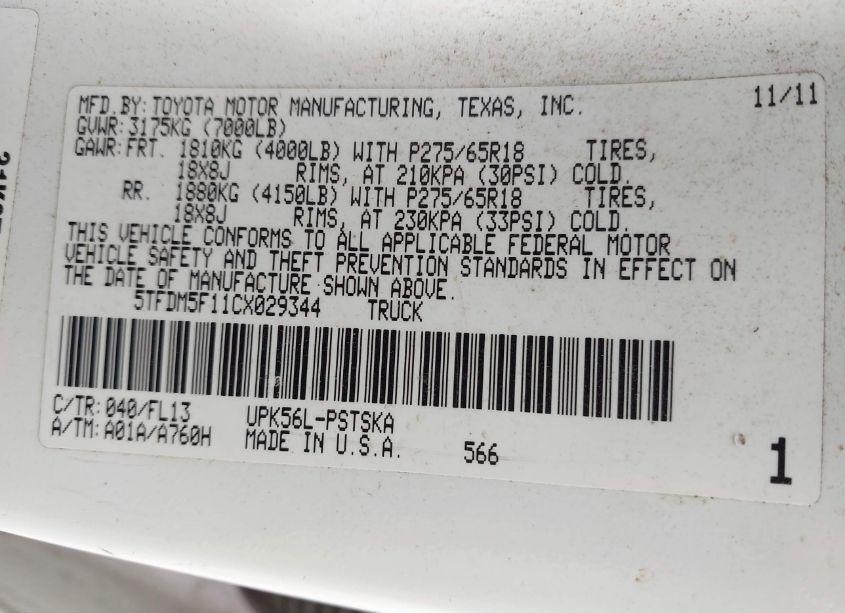 MFD.BY:TOYOTA MOTOR MANUFACTURING, TEXAS, INC. 11/11
GVWR:3175KG (7000LB)
GAWR:FRT. 1810KG (4000LB) WITH P275/65R18 TIRES,
18X8J RIMS, AT 210KPA (30PSI) COLD.
RR. 1880KG (4150LB) WITH P275/65R18 TIRES,
18X8J RIMS, AT 230KPA (33PSI) COLD.
THIS VEHICLE CONFORMS TO ALL APPLICABLE FEDERAL MOTOR
VEHICLE SAFETY AND THEFT PREVENTION STANDARDS IN EFFECT ON
THE DATE OF MANUFACTURE SHOWN ABOVE.
5TFDM5F11CX029344 TRUCK
C/TR:040/FL13 UPK56L-PSTSKA
A/TM:A01A/A760H MADE IN U.S.A. 566 1